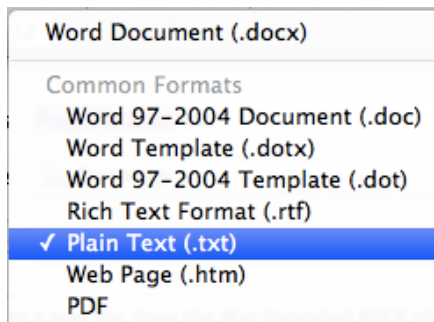 Word Document (.docx)
Common Formats
Word 97-2004 Document (.doc)
Word Template (.dotx)
Word 97-2004 Template (.dot)
Rich Text Format (.rtf)
✓ Plain Text (.txt)
Web Page (.htm)
PDF